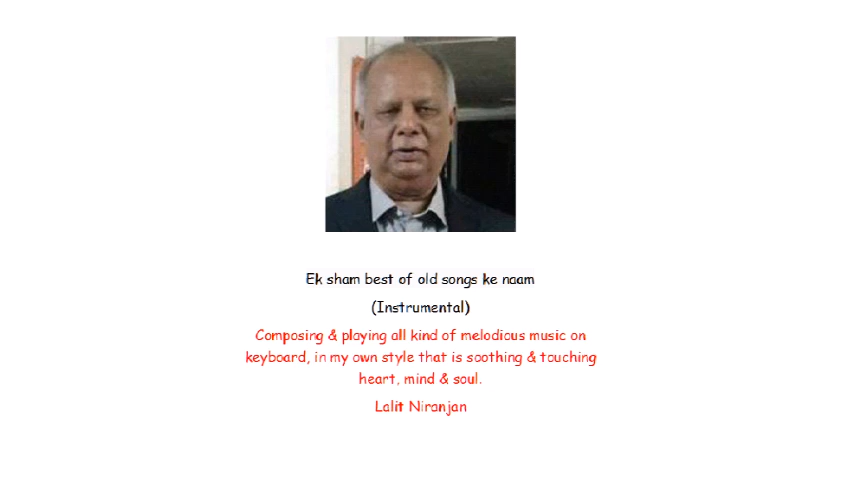 Ek sham best of old songs ke naam
(Instrumental)
Composing & playing all kind of melodious music on
keyboard, in my own style that is soothing & touching
heart, mind & soul.
Lalit Niranjan